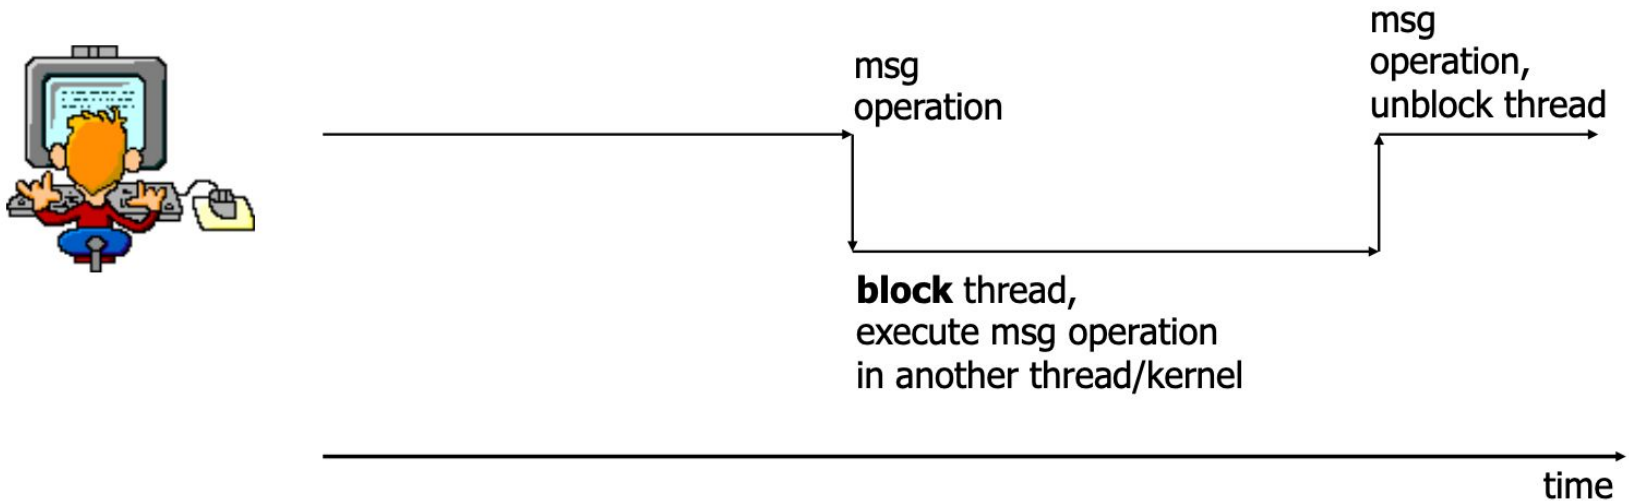 msg
operation
msg
operation,
unblock thread
block thread,
execute msg operation
in another thread/kernel
time